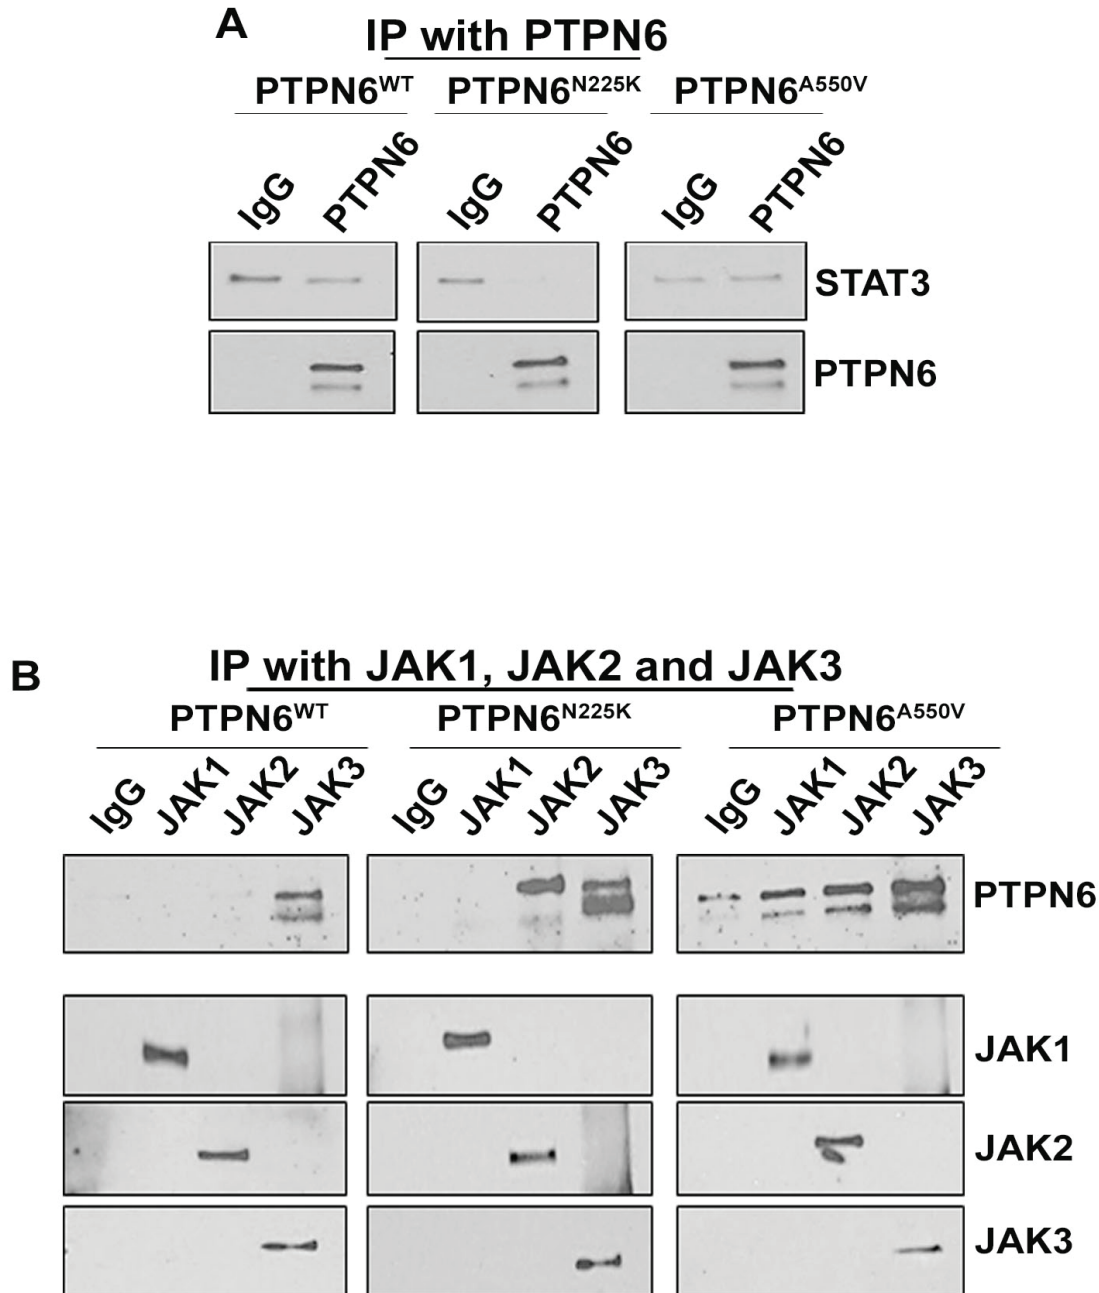 A
IP with PTPN6
PTPN6WT PTPN6N225K PTPN6A550V
IgG PTPN6 IgG PTPN6 IgG PTPN6
STAT3
PTPN6
B
IP with JAK1, JAK2 and JAK3
PTPN6WT PTPN6N225K PTPN6A550V
IgG JAK1 JAK2 JAK3 IgG JAK1 JAK2 JAK3 IgG JAK1 JAK2 JAK3
PTPN6
JAK1
JAK2
JAK3